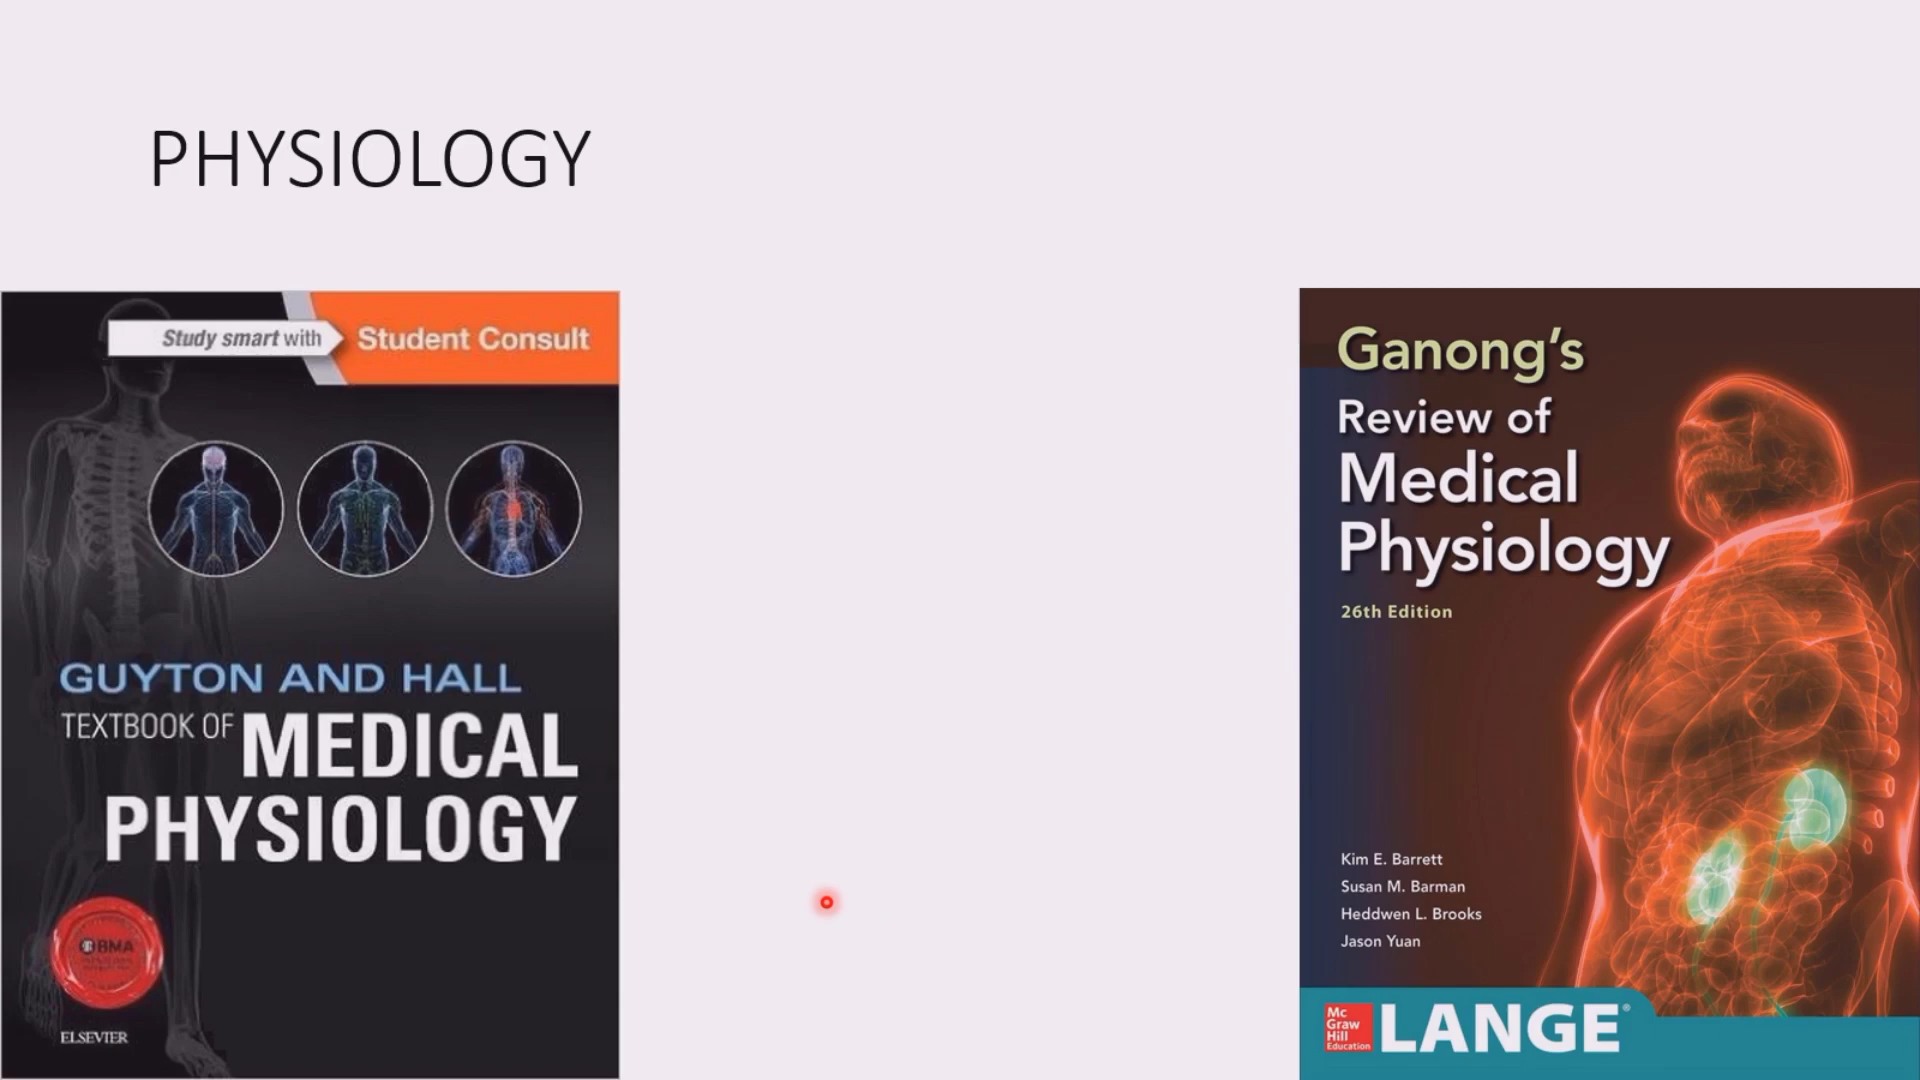 PHYSIOLOGY
Study smart with Student Consult
GUYTON AND HALL
TEXTBOOK OF MEDICAL
PHYSIOLOGY
BMA
ELSEVIER
Ganong's
Review of
Medical
Physiology
26th Edition
Kim E. Barrett
Susan M. Barman
Heddwen L. Brooks
Jason Yuan
Mc
Graw
Hill
Education
LANGE®